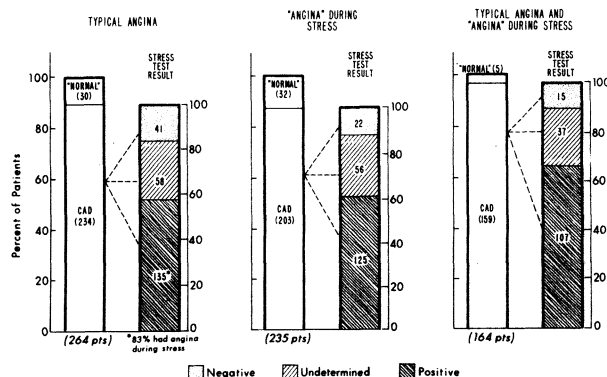 TYPICAL ANGINA
"ANGINA" DURING
STRESS
TYPICAL ANGINA AND
"ANGINA" DURING STRESS
STRESS
TEST
RESULT
STRESS
TEST
RESULT
STRESS
TEST
RESULT
Percent of Patients
100
80
60
40
20
0
"NORMAL"
(30)
CAD
(234)
41
58
135*
100
80
60
40
20
0
(264 pts)
*83% had angina
during stress
"NORMAL"
(32)
CAD
(203)
22
56
125
100
80
60
40
20
0
(235 pts)
"NORMAL" (5)
CAD
(159)
15
37
107
100
80
60
40
20
0
(164 pts)
Negative
Undetermined
Positive